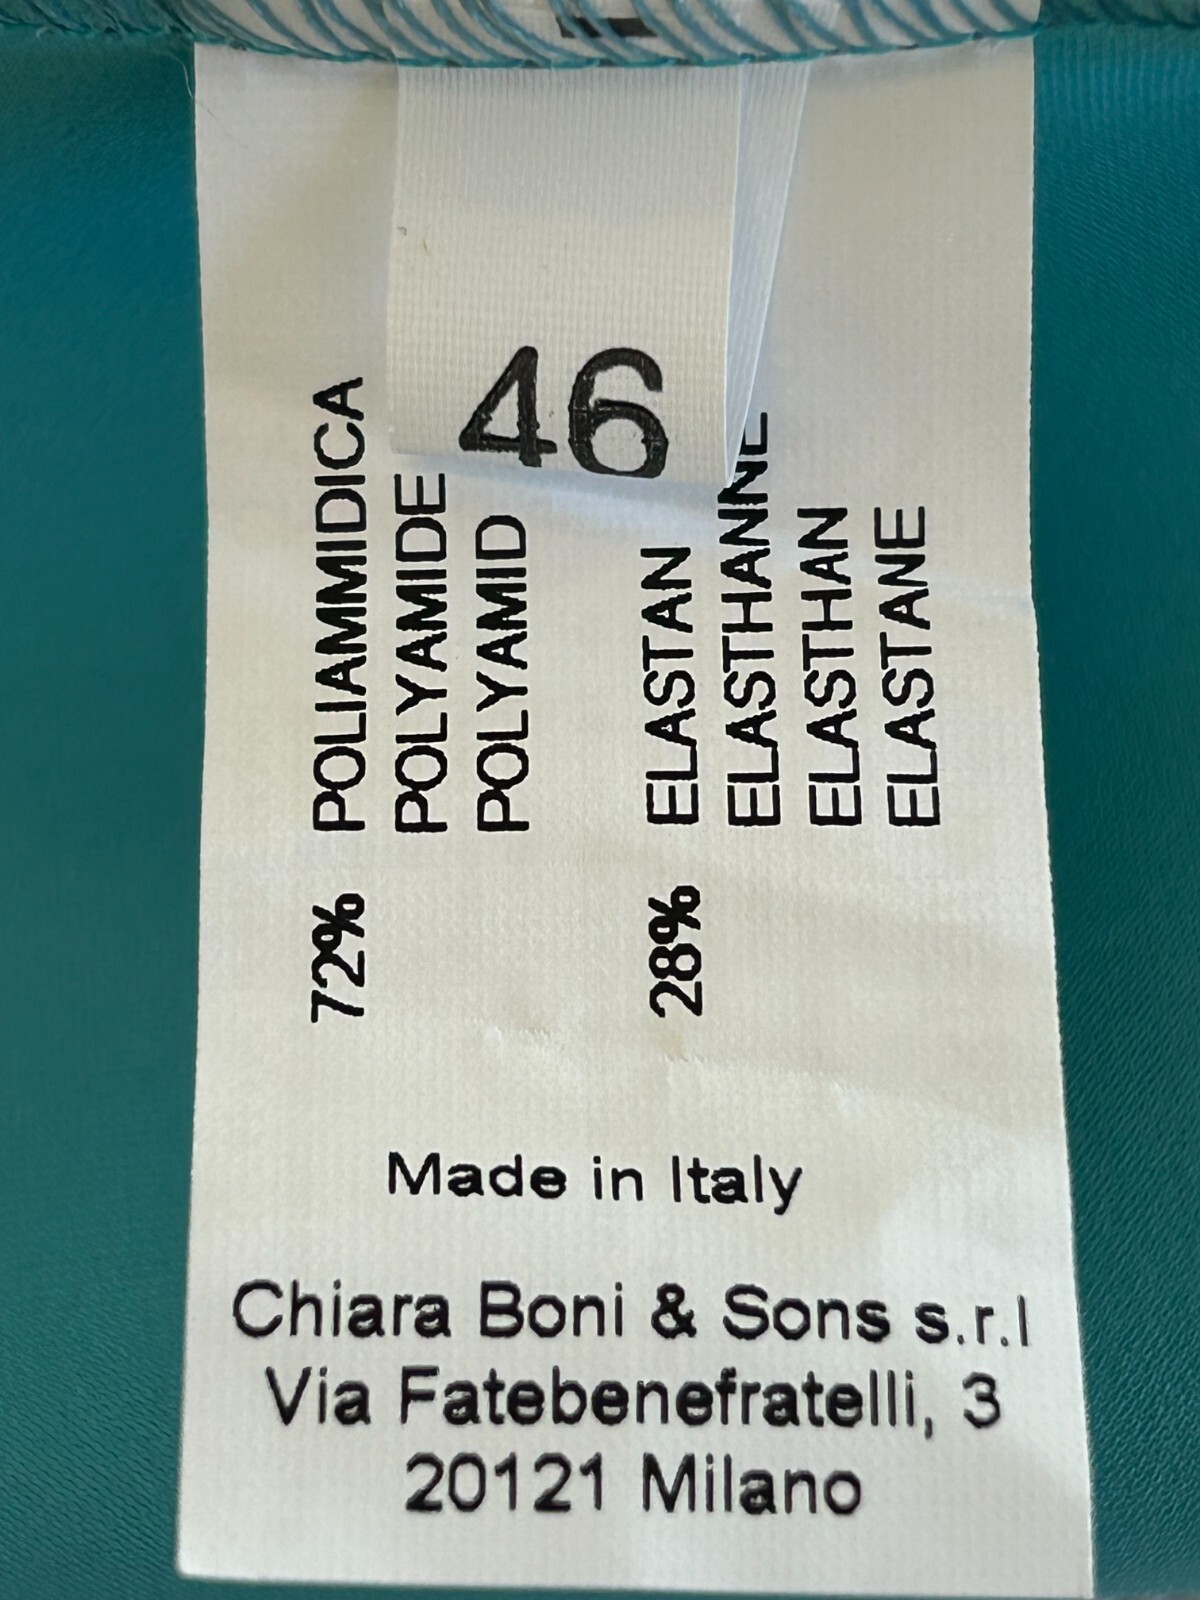 46
72% POLIAMMIDICA
POLYAMIDE
POLYAMID
28% ELASTAN
ELASTHANNE
ELASTHAN
ELASTANE
Made in Italy
Chiara Boni & Sons s.r.l
Via Fatebenefratelli, 3
20121 Milano